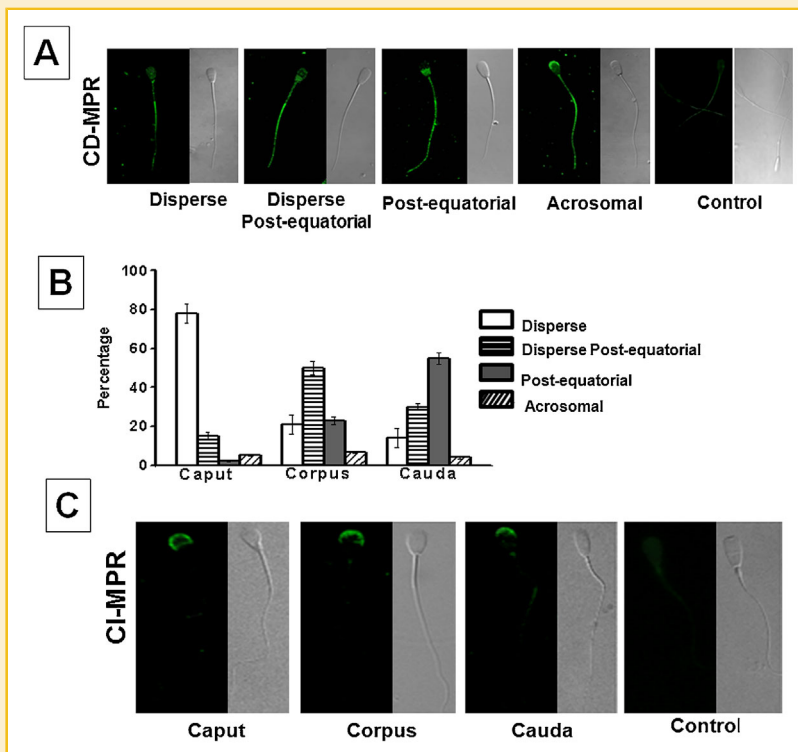 A
CD-MPR
Disperse
Disperse
Post-equatorial
Post-equatorial
Acrosomal
Control
B
Percentage
100
80
60
40
20
0
Caput
Corpus
Cauda
Disperse
Disperse Post-equatorial
Post-equatorial
Acrosomal
C
CI-MPR
Caput
Corpus
Cauda
Control